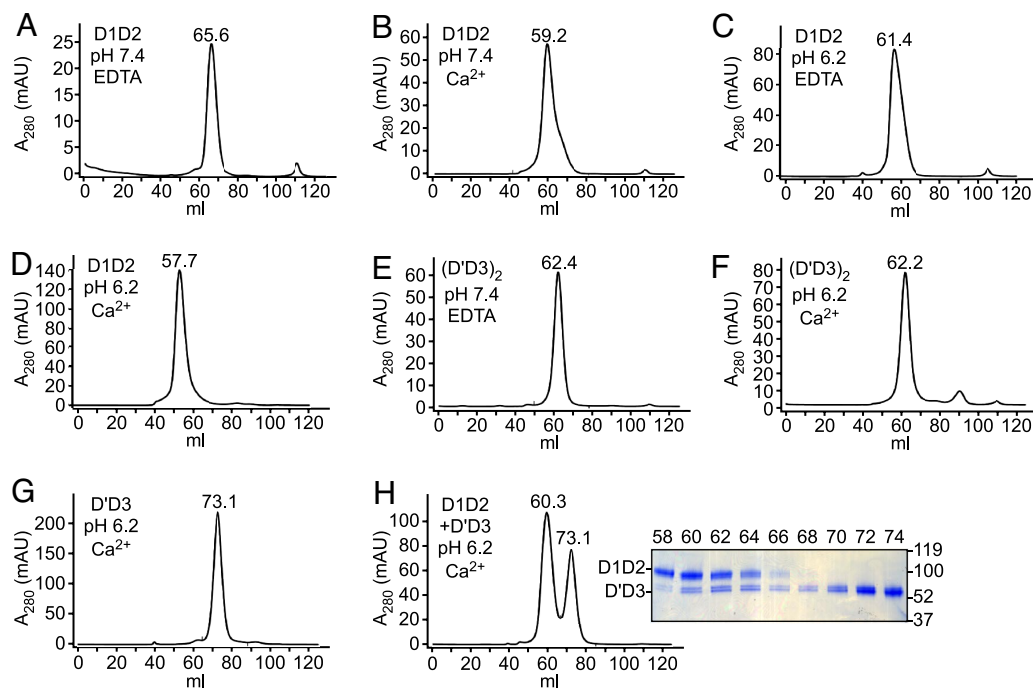 A
D1D2
pH 7.4
EDTA
65.6
A280 (mAU)
25
20
15
10
5
0
0 20 40 60 80 100 120
ml
B
D1D2
pH 7.4
Ca2+
59.2
A280 (mAU)
60
50
40
30
20
10
0
0 20 40 60 80 100 120
ml
C
D1D2
pH 6.2
EDTA
61.4
A280 (mAU)
80
60
40
20
0
0 20 40 60 80 100 120
ml
D
D1D2
pH 6.2
Ca2+
57.7
A280 (mAU)
140
120
100
80
60
40
20
0
0 20 40 60 80 100 120
ml
E
(D'D3)2
pH 7.4
EDTA
62.4
A280 (mAU)
60
50
40
30
20
10
0
0 20 40 60 80 100 120
ml
F
(D'D3)2
pH 6.2
Ca2+
62.2
A280 (mAU)
80
70
60
50
40
30
20
10
0
0 20 40 60 80 100 120
ml
G
D'D3
pH 6.2
Ca2+
73.1
A280 (mAU)
200
150
100
50
0
0 20 40 60 80 100 120
ml
H
D1D2
+D'D3
pH 6.2
Ca2+
60.3
73.1
A280 (mAU)
100
80
60
40
20
0
0 20 40 60 80 100 120
ml
58 60 62 64 66 68 70 72 74
D1D2
D'D3
119
100
52
37